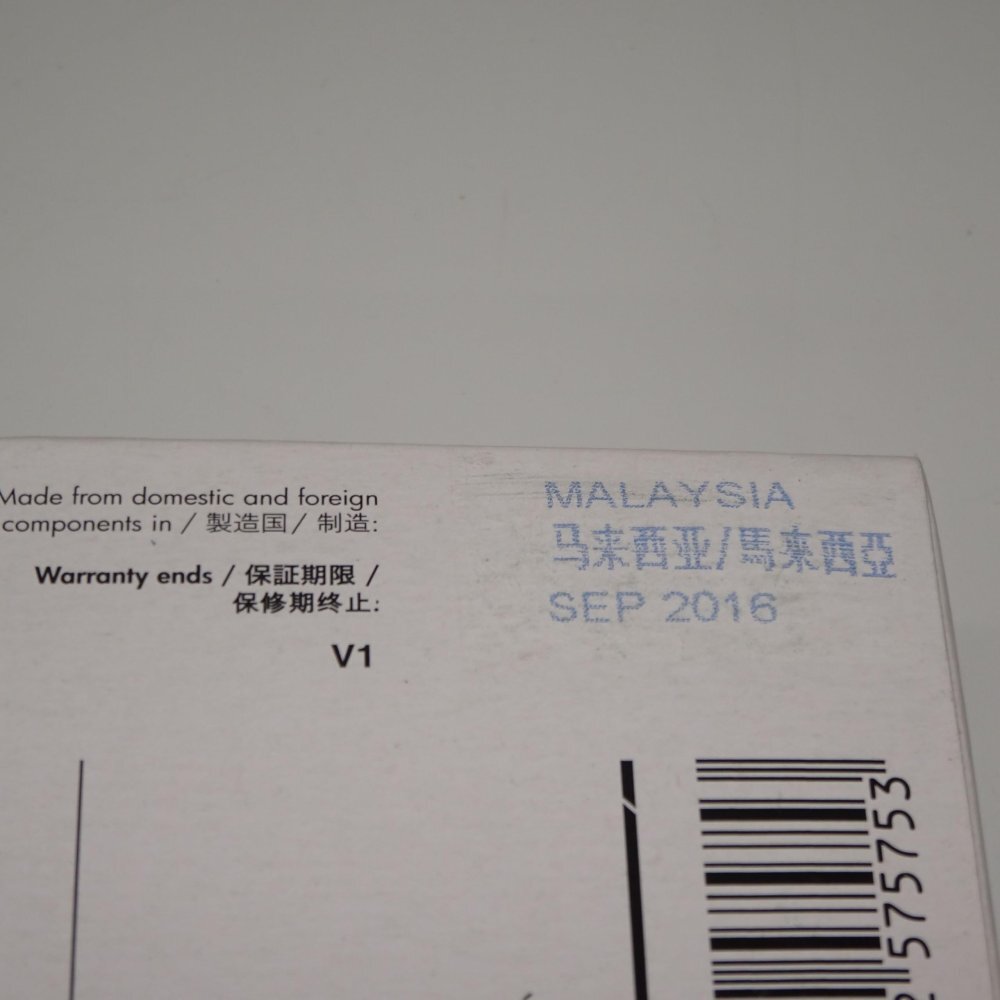 Made from domestic and foreign
components in / 製造国/ 制造:
MALAYSIA
马来西亚/馬來西亞
Warranty ends / 保証期限 /
保修期终止:
SEP 2016
V1
575753